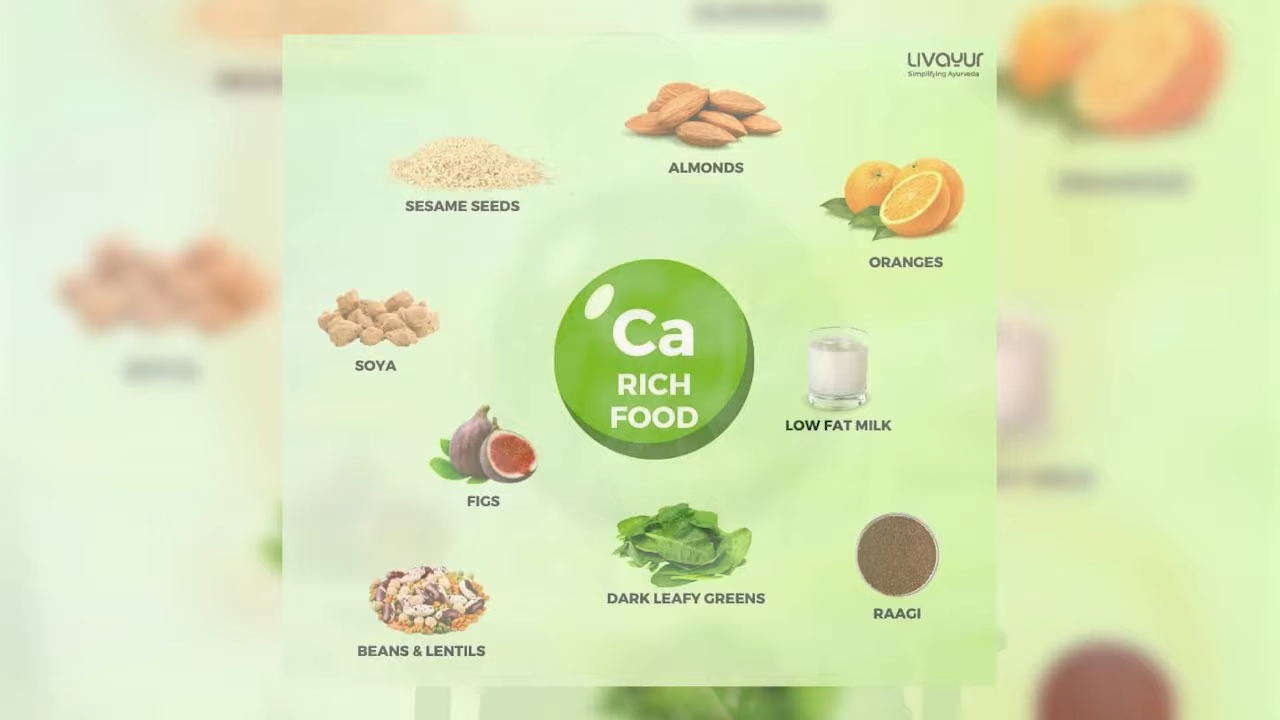 LIVAYUR
Simplifying Ayurveda
ALMONDS
SESAME SEEDS
ORANGES
Ca
RICH
FOOD
SOYA
LOW FAT MILK
FIGS
DARK LEAFY GREENS
RAAGI
BEANS & LENTILS